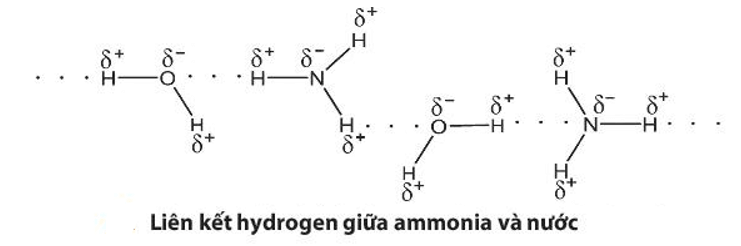 δ+
H
δ+ δ– δ+ δ–
· · · H—O · · · H—N
H δ+
H · · · O—H · · · N—H · · ·
δ– δ+ δ– δ+
δ+
H
H δ+
H δ+
H
δ+
Liên kết hydrogen giữa ammonia và nước